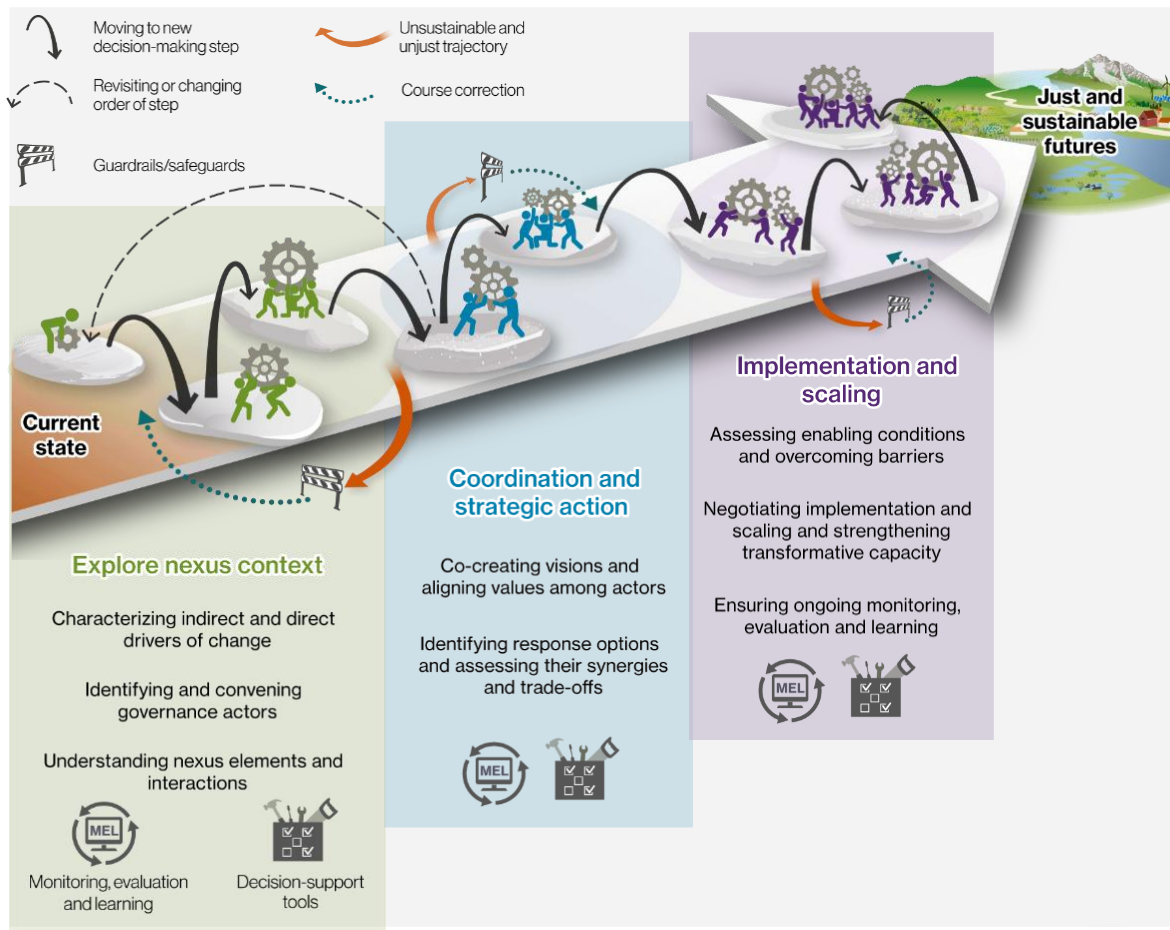 Moving to new
decision-making step
Unsustainable and
unjust trajectory
Revisiting or changing
order of step
Course correction
Guardrails/safeguards
Just and
sustainable
futures
Current
state
Explore nexus context
Characterizing indirect and direct
drivers of change
Identifying and convening
governance actors
Understanding nexus elements and
interactions
MEL
Monitoring, evaluation
and learning
Decision-support
tools
Coordination and
strategic action
Co-creating visions and
aligning values among actors
Identifying response options
and assessing their synergies
and trade-offs
MEL
Implementation and
scaling
Assessing enabling conditions
and overcoming barriers
Negotiating implementation and
scaling and strengthening
transformative capacity
Ensuring ongoing monitoring,
evaluation and learning
MEL